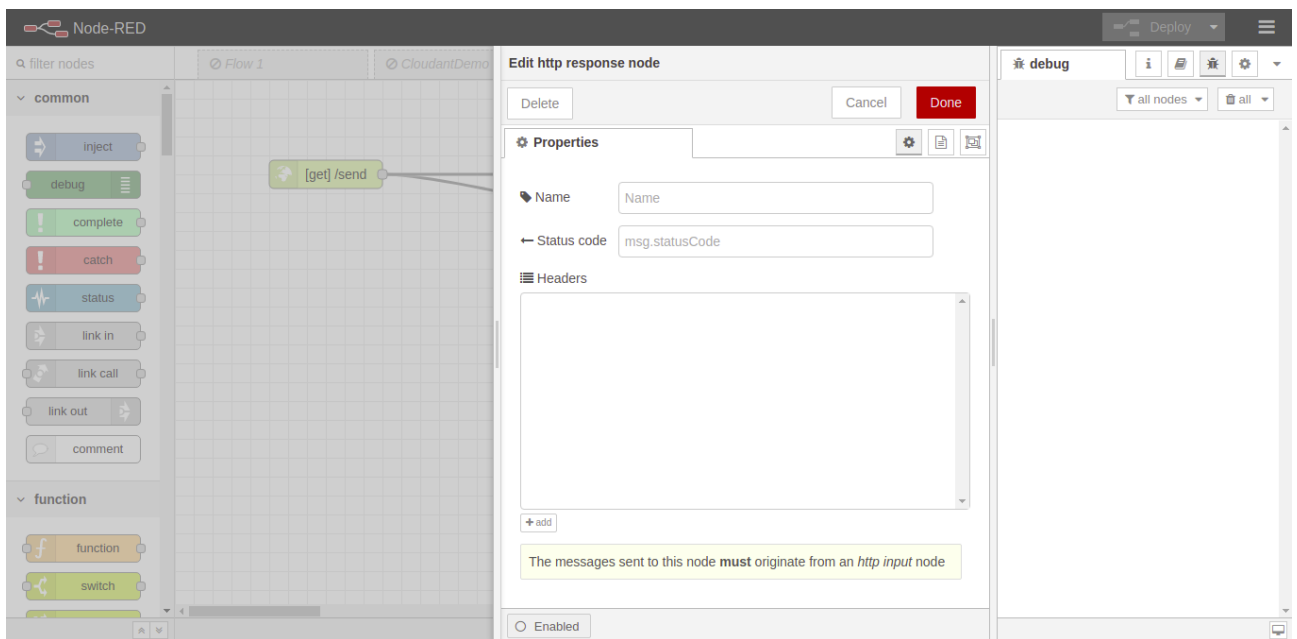 Node-RED
Deploy
filter nodes
Flow 1
CloudantDemo
Edit http response node
debug
i
common
Delete
Cancel
Done
all nodes
all
inject
Properties
debug
[get] /send
Name
Name
complete
Status code
msg.statusCode
catch
Headers
status
link in
link call
link out
comment
function
add
function
The messages sent to this node must originate from an http input node
switch
Enabled